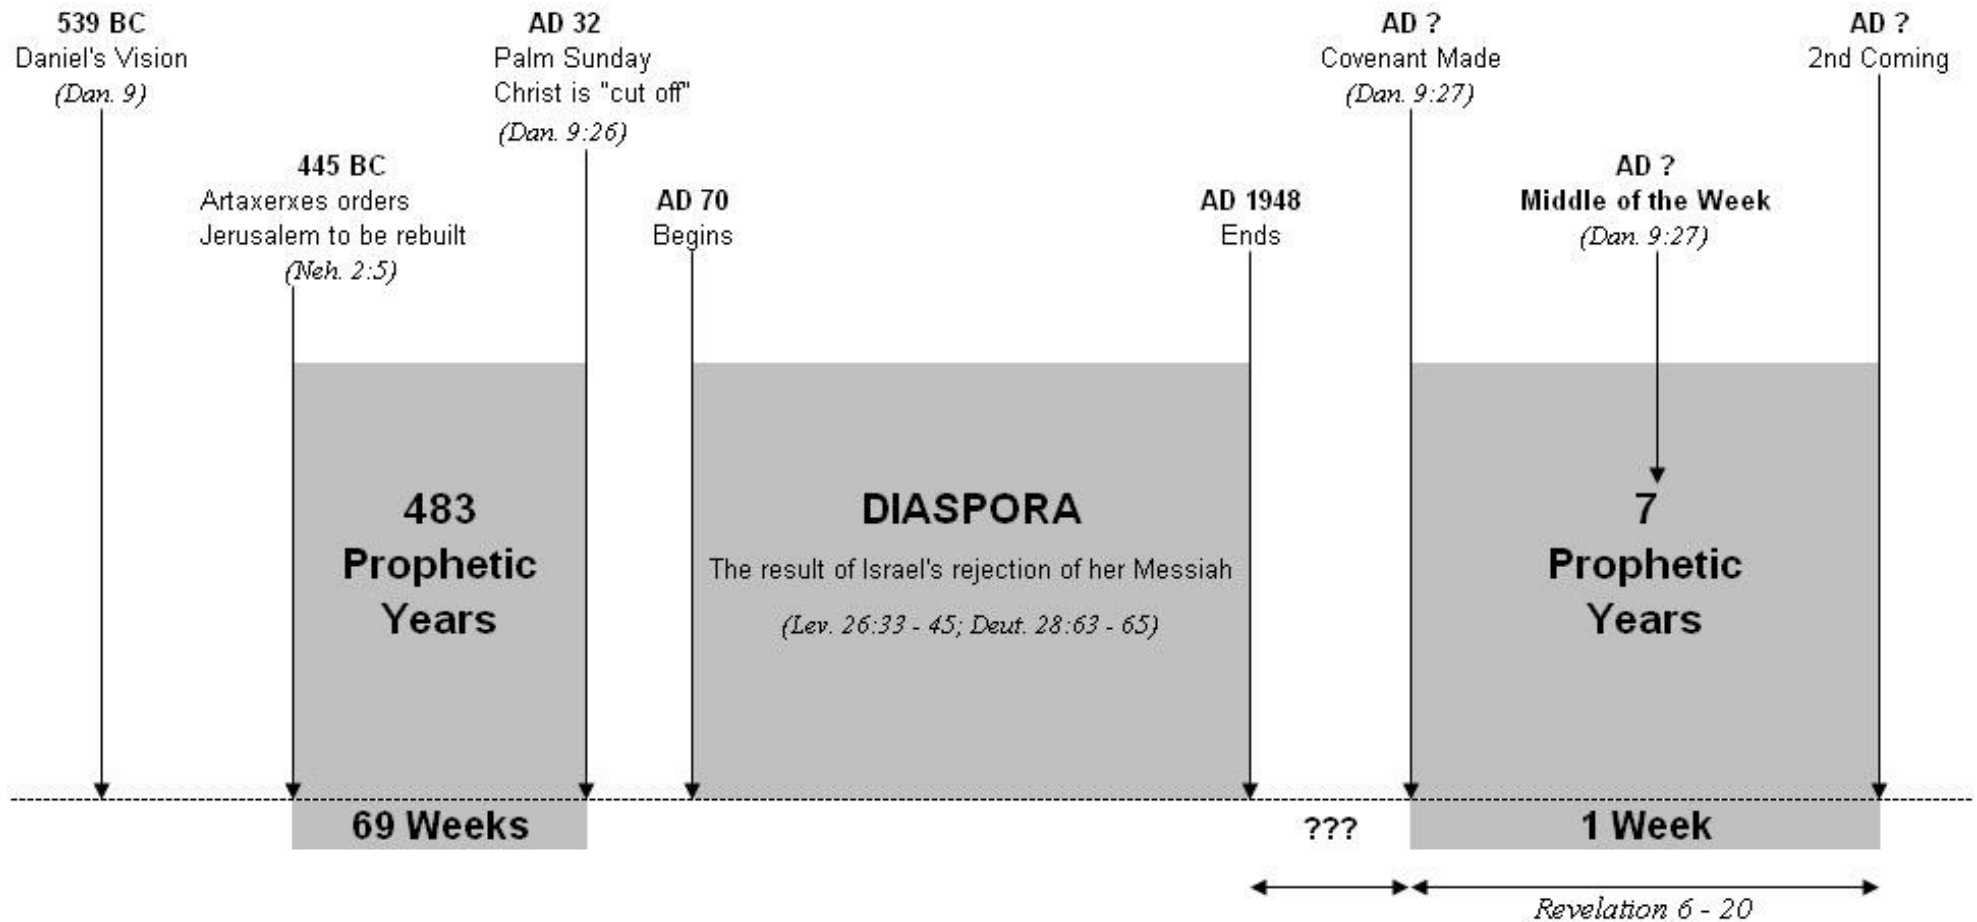 539 BC
Daniel's Vision
(Dan. 9)
AD 32
Palm Sunday
Christ is "cut off"
(Dan. 9:26)
AD ?
Covenant Made
(Dan. 9:27)
AD ?
2nd Coming
445 BC
Artaxerxes orders
Jerusalem to be rebuilt
(Neh. 2:5)
AD 70
Begins
AD 1948
Ends
AD ?
Middle of the Week
(Dan. 9:27)
483
Prophetic
Years
DIASPORA
The result of Israel's rejection of her Messiah
(Lev. 26:33 - 45; Deut. 28:63 - 65)
7
Prophetic
Years
69 Weeks
???
1 Week
Revelation 6 - 20